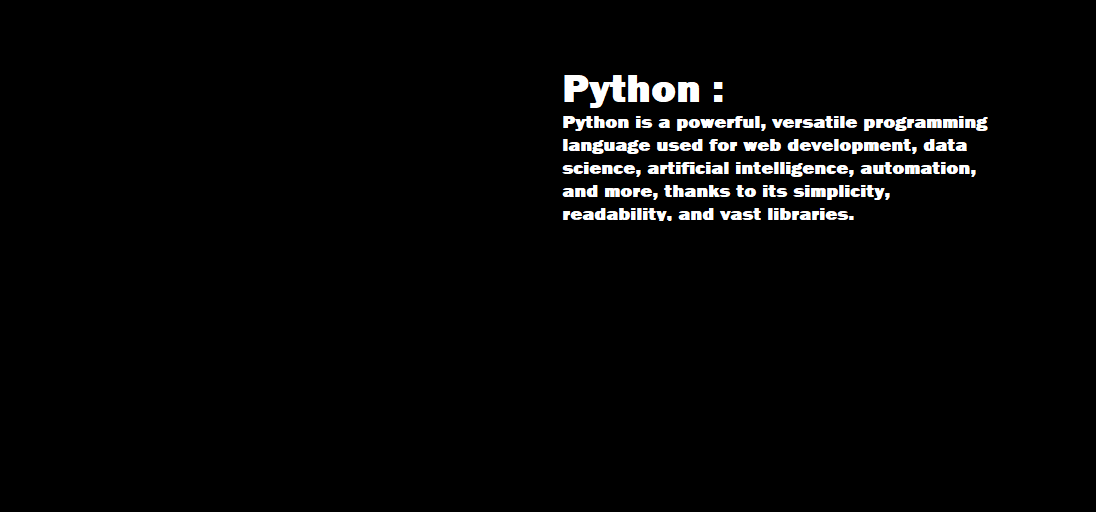 Python :
Python is a powerful, versatile programming
language used for web development, data
science, artificial intelligence, automation,
and more, thanks to its simplicity,
readability, and vast libraries.